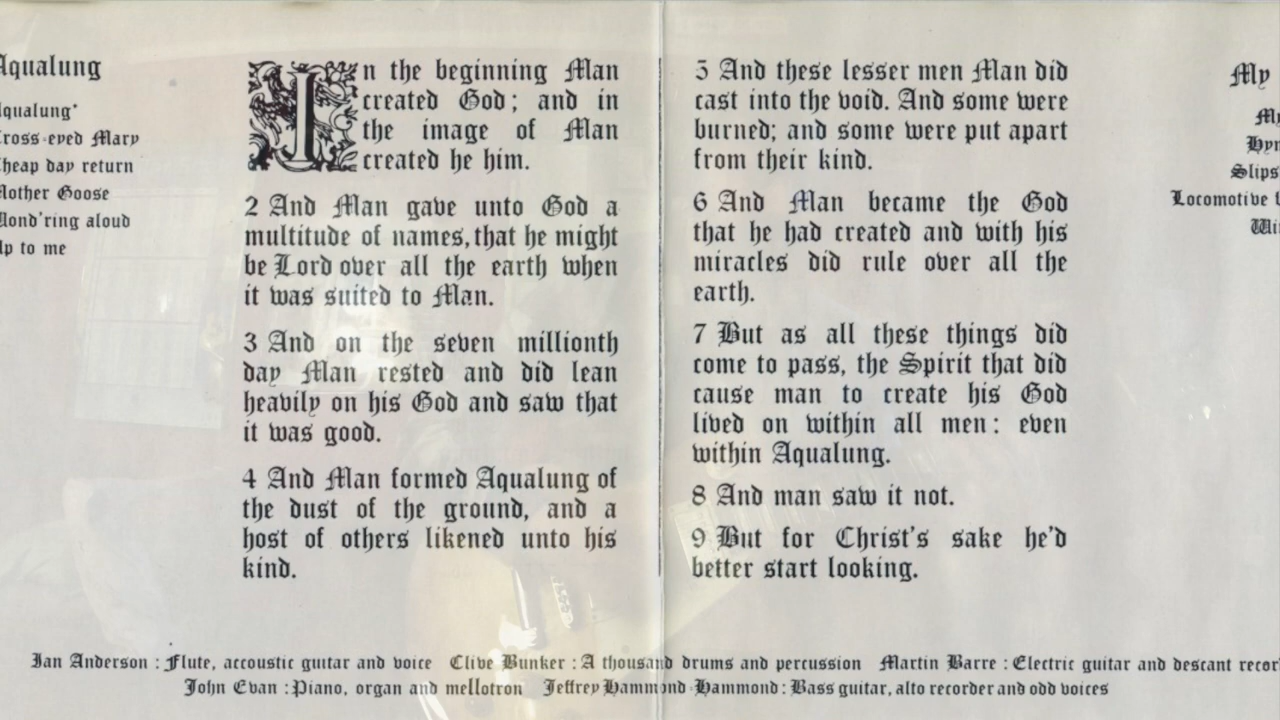 Aqualung
Aqualung*
Cross-eyed Mary
Cheap day return
Mother Goose
Wond'ring aloud
Up to me
In the beginning Man
created God; and in
the image of Man
created he him.
2 And Man gave unto God a
multitude of names, that he might
be Lord over all the earth when
it was suited to Man.
3 And on the seven millionth
day Man rested and did lean
heavily on his God and saw that
it was good.
4 And Man formed Aqualung of
the dust of the ground, and a
host of others likened unto his
kind.
5 And these lesser men Man did
cast into the void. And some were
burned; and some were put apart
from their kind.
6 And Man became the God
that he had created and with his
miracles did rule over all the
earth.
7 But as all these things did
come to pass, the Spirit that did
cause man to create his God
lived on within all men: even
within Aqualung.
8 And man saw it not.
9 But for Christ's sake he'd
better start looking.
My
Slips
Locomotive
Ian Anderson : Flute, accoustic guitar and voice Clive Bunker : A thousand drums and percussion Martin Barre : Electric guitar and descant
John Evan : Piano, organ and mellotron Jeffrey Hammond-Hammond : Bass guitar, alto recorder and odd voices